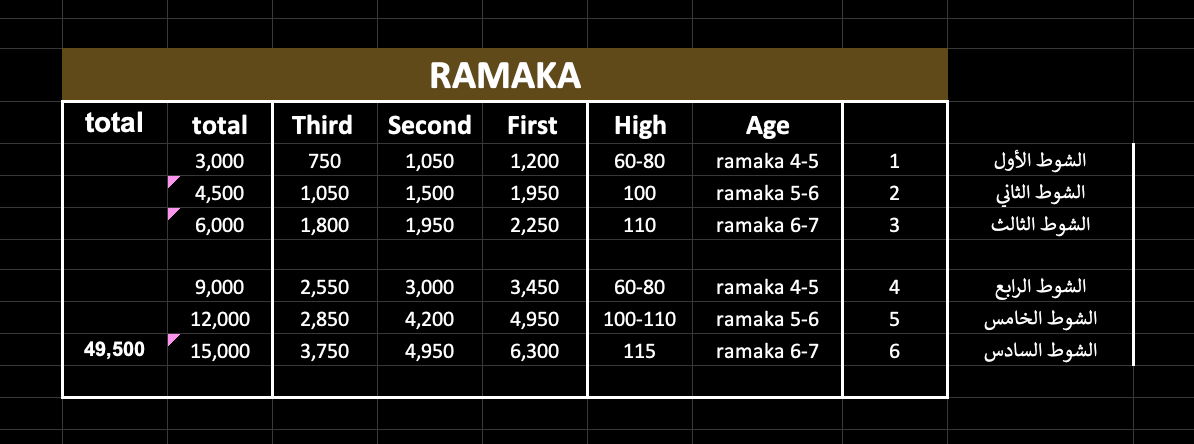 RAMAKA
total total Third Second First High Age
3,000 750 1,050 1,200 60-80 ramaka 4-5 1 الشوط الأول
4,500 1,050 1,500 1,950 100 ramaka 5-6 2 الشوط الثاني
6,000 1,800 1,950 2,250 110 ramaka 6-7 3 الشوط الثالث
9,000 2,550 3,000 3,450 60-80 ramaka 4-5 4 الشوط الرابع
12,000 2,850 4,200 4,950 100-110 ramaka 5-6 5 الشوط الخامس
49,500 15,000 3,750 4,950 6,300 115 ramaka 6-7 6 الشوط السادس